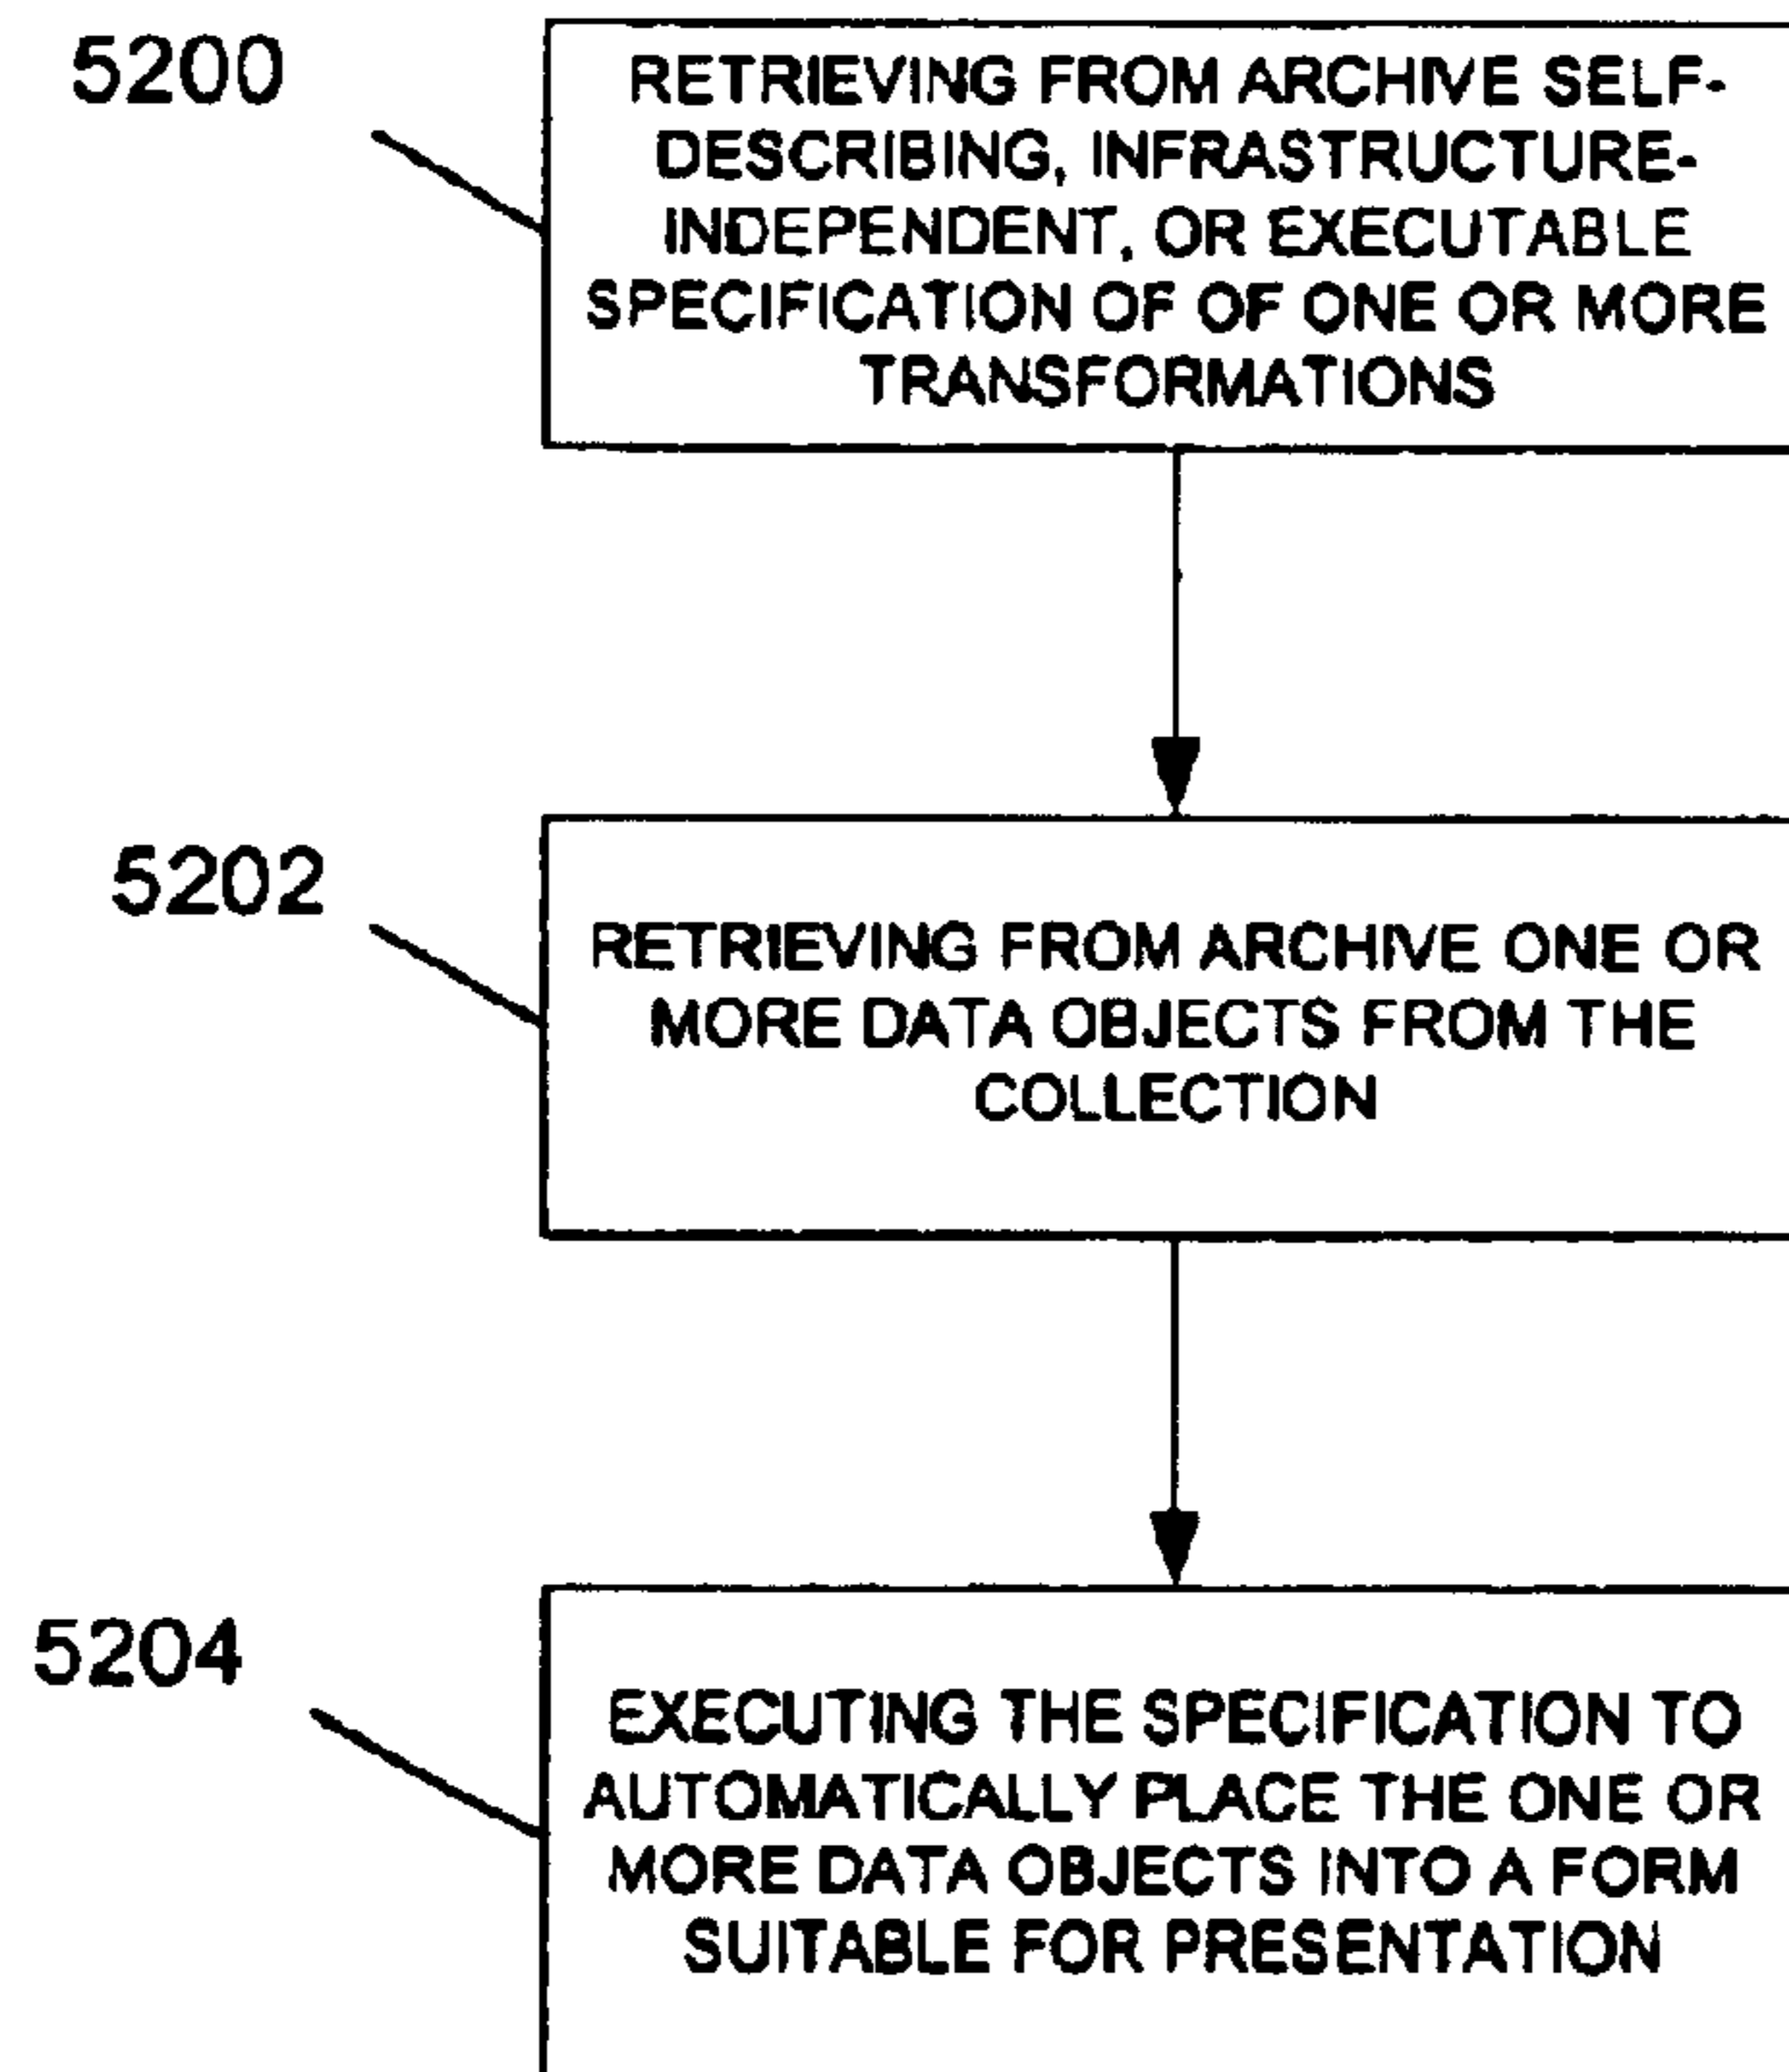 5200
RETRIEVING FROM ARCHIVE SELF-
DESCRIBING, INFRASTRUCTURE-
INDEPENDENT, OR EXECUTABLE
SPECIFICATION OF OF ONE OR MORE
TRANSFORMATIONS
5202
RETRIEVING FROM ARCHIVE ONE OR
MORE DATA OBJECTS FROM THE
COLLECTION
5204
EXECUTING THE SPECIFICATION TO
AUTOMATICALLY PLACE THE ONE OR
MORE DATA OBJECTS INTO A FORM
SUITABLE FOR PRESENTATION